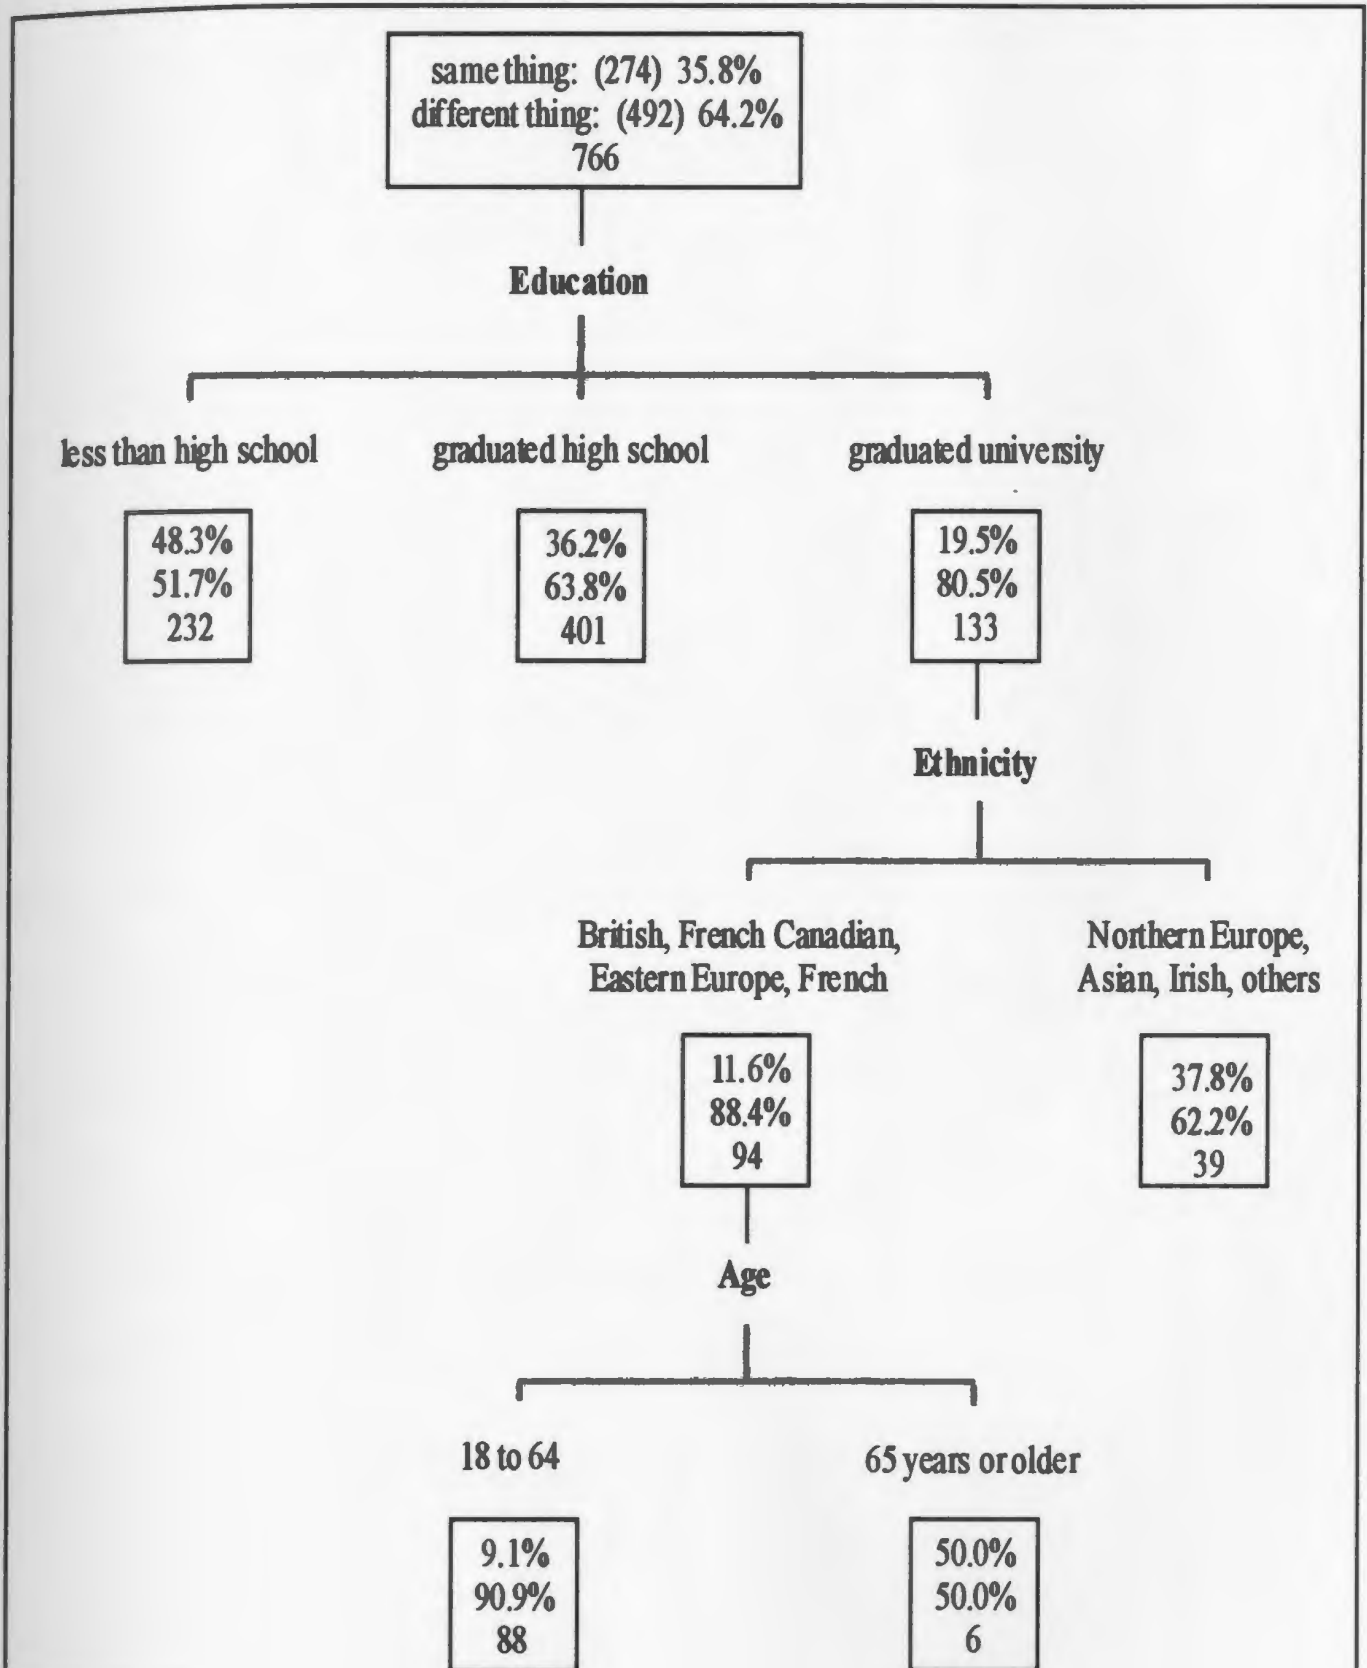 same thing: (274) 35.8%
different thing: (492) 64.2%
766
Education
less than high school
graduated high school
graduated university
48.3%
51.7%
232
36.2%
63.8%
401
19.5%
80.5%
133
Ethnicity
British, French Canadian,
Eastern Europe, French
Northern Europe,
Asian, Irish, others
11.6%
88.4%
94
37.8%
62.2%
39
Age
18 to 64
65 years or older
9.1%
90.9%
88
50.0%
50.0%
6